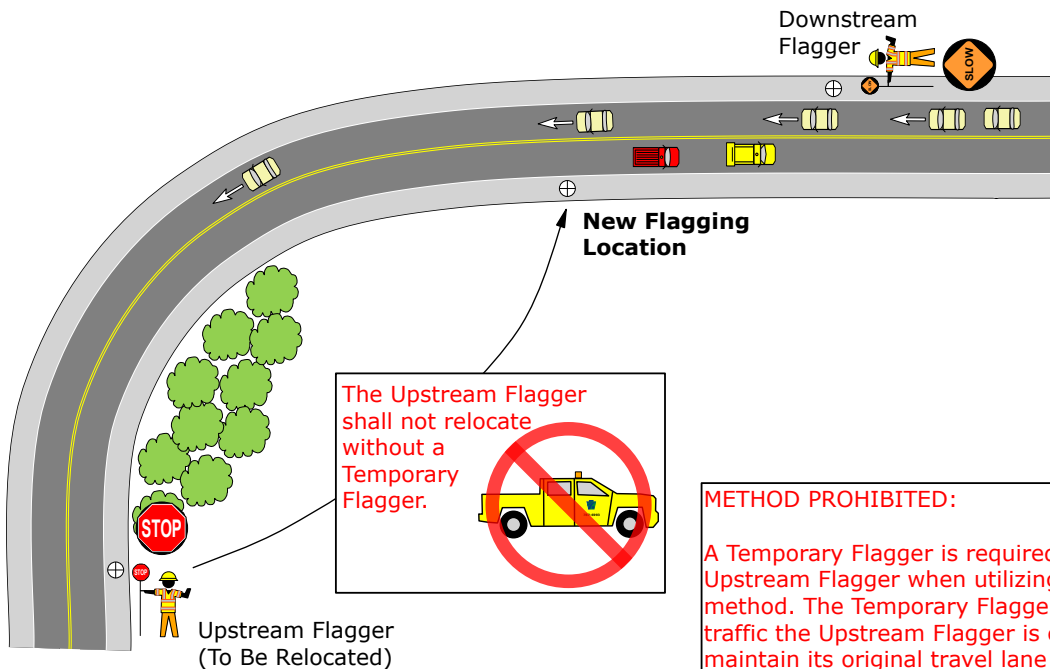 Downstream
Flagger
SLOW
New Flagging
Location
The Upstream Flagger
shall not relocate
without a
Temporary
Flagger.
STOP
STOP
Upstream Flagger
(To Be Relocated)
METHOD PROHIBITED:
A Temporary Flagger is required
Upstream Flagger when utilizing
method. The Temporary Flagge
traffic the Upstream Flagger is
maintain its original travel lane